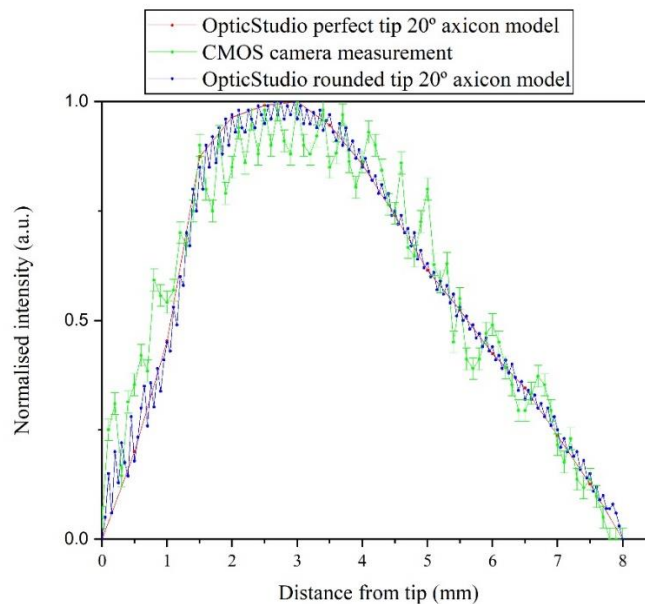 OpticStudio perfect tip 20º axicon model
CMOS camera measurement
OpticStudio rounded tip 20º axicon model
1.0
0.5
0.0
Normalised intensity (a.u.)
0 1 2 3 4 5 6 7 8
Distance from tip (mm)